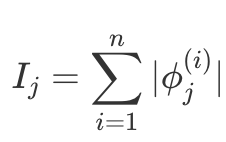 I_j = \sum_{i=1}^{n} |\phi_j^{(i)}|